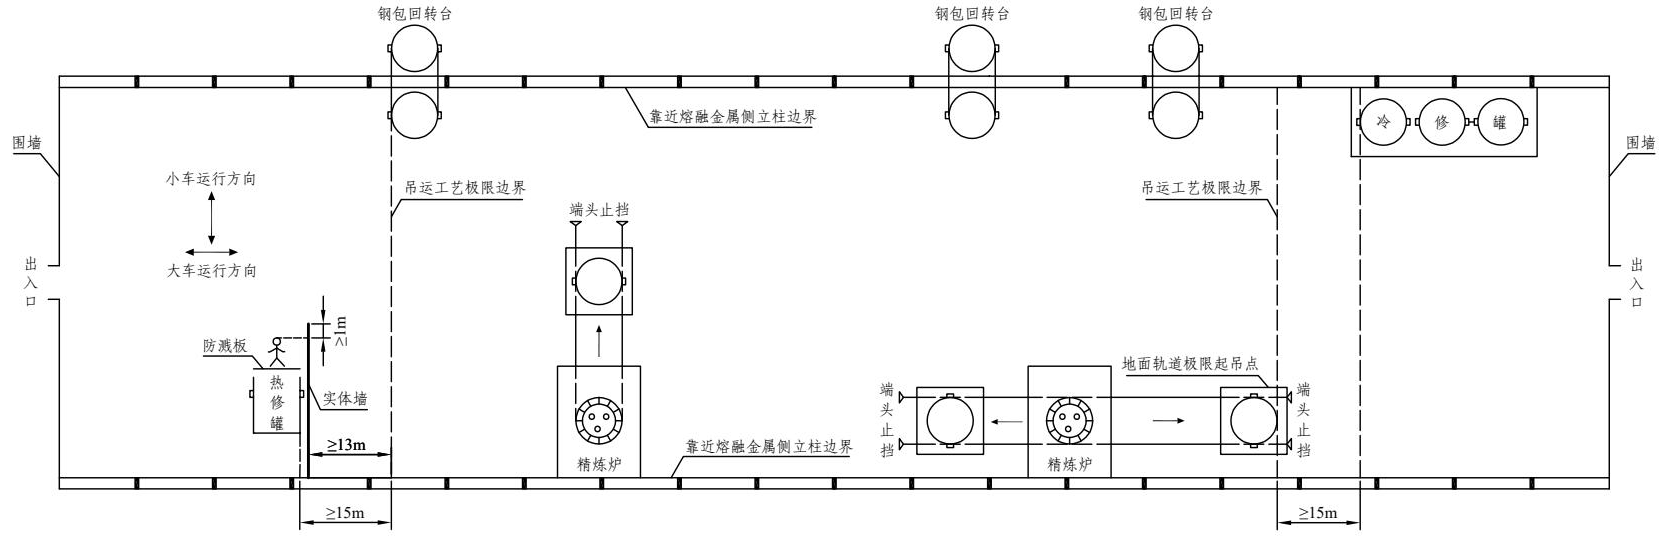 钢包回转台
钢包回转台
钢包回转台
靠近熔融金属侧立柱边界
冷 修 罐
围墙
围墙
小车运行方向
大车运行方向
吊运工艺极限边界
吊运工艺极限边界
端头止挡
出入口
出入口
≥1m
防溅板
热修罐
实体墙
≥13m
地面轨道极限起吊点
端头止挡
端头止挡
靠近熔融金属侧立柱边界
精炼炉
精炼炉
≥15m
≥15m